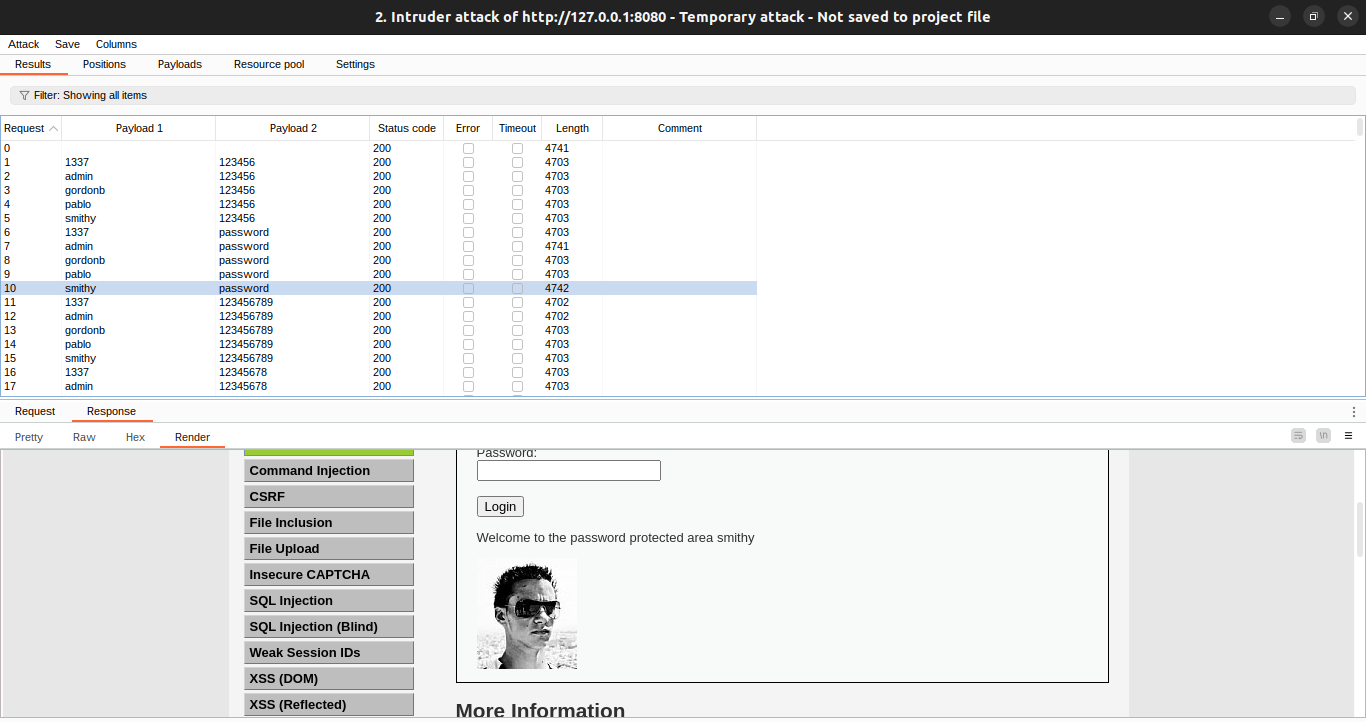 2. Intruder attack of http://127.0.0.1:8080 - Temporary attack - Not saved to project file
Attack Save Columns
Results Positions Payloads Resource pool Settings
Filter: Showing all items
Request Payload 1 Payload 2 Status code Error Timeout Length Comment
0 200 4741
1 1337 123456 200 4703
2 admin 123456 200 4703
3 gordonb 123456 200 4703
4 pablo 123456 200 4703
5 smithy 123456 200 4703
6 1337 password 200 4703
7 admin password 200 4741
8 gordonb password 200 4703
9 pablo password 200 4703
10 smithy password 200 4742
11 1337 123456789 200 4702
12 admin 123456789 200 4702
13 gordonb 123456789 200 4703
14 pablo 123456789 200 4703
15 smithy 123456789 200 4703
16 1337 12345678 200 4703
17 admin 12345678 200 4703
Request Response
Pretty Raw Hex Render
\n
Password:
Command Injection
CSRF
Login
File Inclusion
Welcome to the password protected area smithy
File Upload
Insecure CAPTCHA
SQL Injection
SQL Injection (Blind)
Weak Session IDs
XSS (DOM)
XSS (Reflected)
More Information